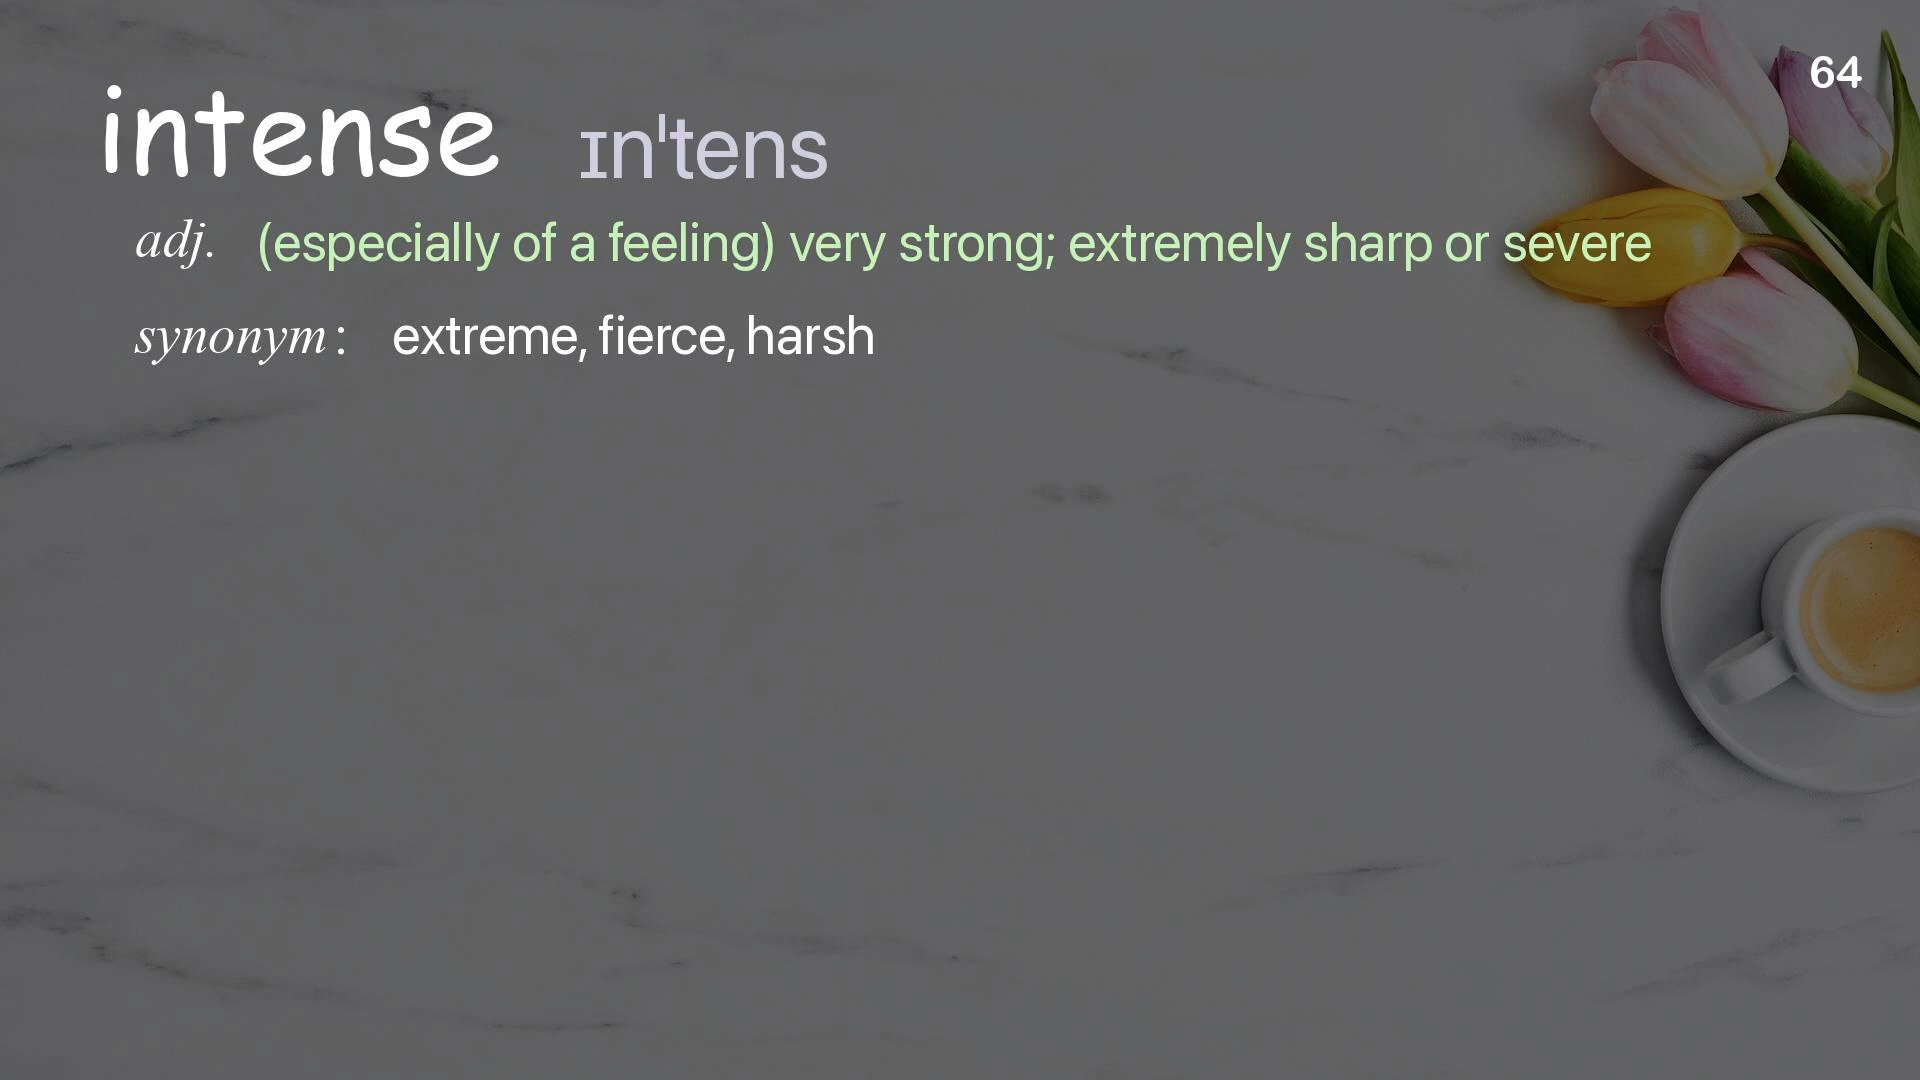 64
intense ɪnˈtens
adj. (especially of a feeling) very strong; extremely sharp or severe
synonym : extreme, fierce, harsh